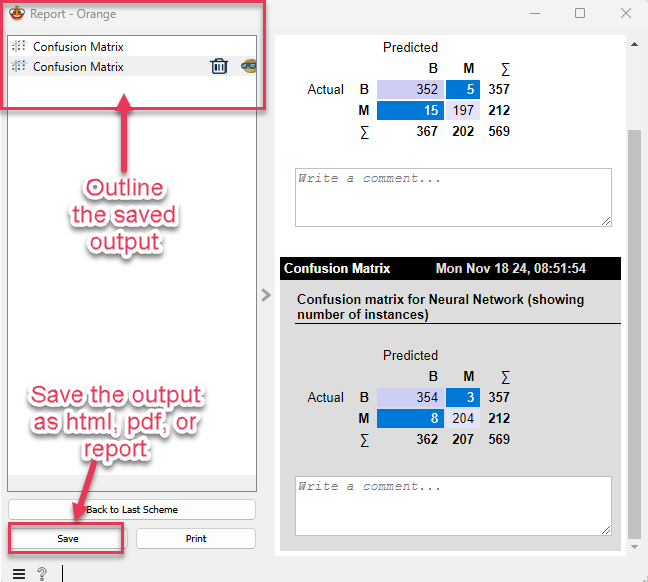 Report - Orange
Confusion Matrix
Confusion Matrix
Outline
the saved
output
Save the output
as html, pdf, or
report
Back to Last Scheme
Save
Print
Predicted
B M ∑
Actual B 352 5 357
M 15 197 212
∑ 367 202 569
Write a comment...
Confusion Matrix Mon Nov 18 24, 08:51:54
Confusion matrix for Neural Network (showing
number of instances)
Predicted
B M ∑
Actual B 354 3 357
M 8 204 212
∑ 362 207 569
Write a comment...